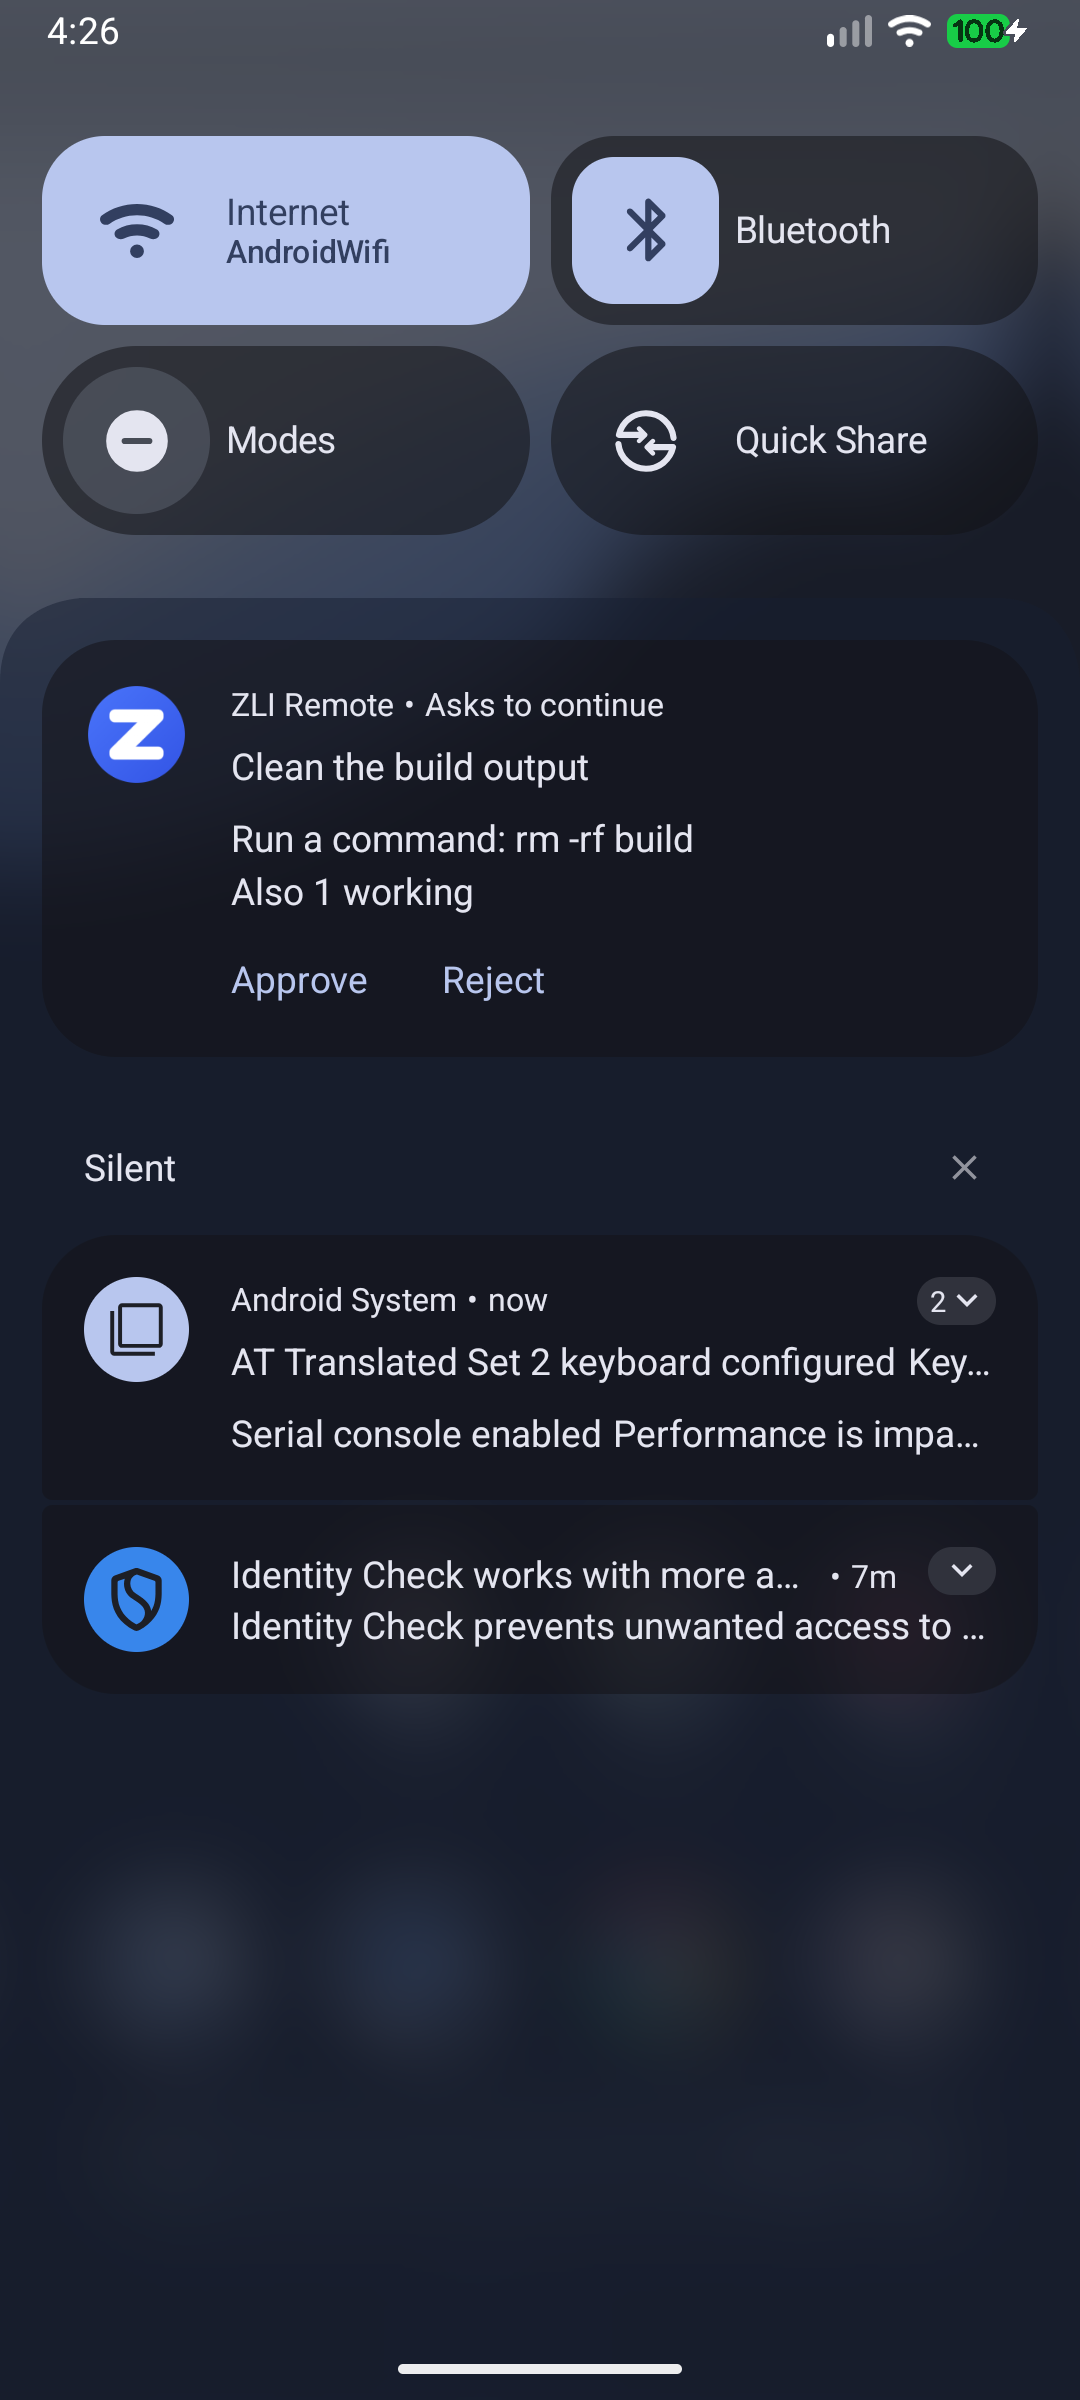 4:26
100
Internet
AndroidWifi
Bluetooth
Modes
Quick Share
ZLI Remote • Asks to continue
Clean the build output
Run a command: rm -rf build
Also 1 working
Approve Reject
Silent
Android System • now
2
AT Translated Set 2 keyboard configured Key…
Serial console enabled Performance is impa…
Identity Check works with more a… • 7m
Identity Check prevents unwanted access to …